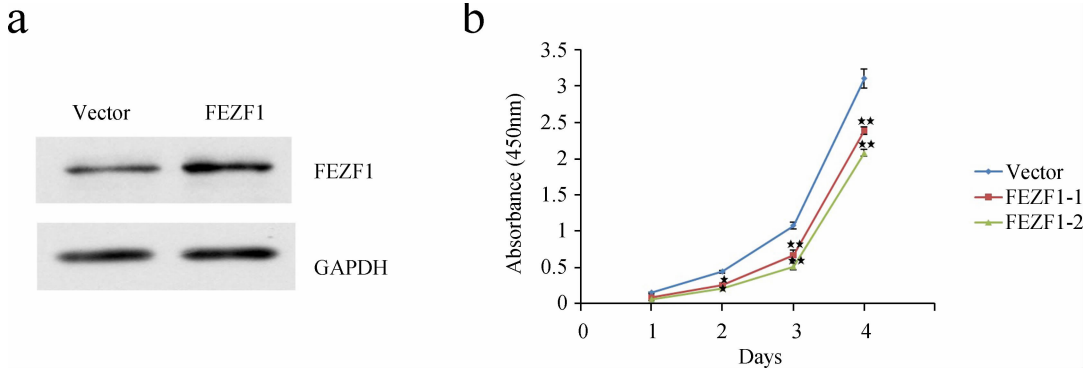 a
Vector FEZF1
FEZF1
GAPDH
b
Absorbance (450nm)
3.5
3
2.5
2
1.5
1
0.5
0
0 1 2 3 4
Days
Vector
FEZF1-1
FEZF1-2